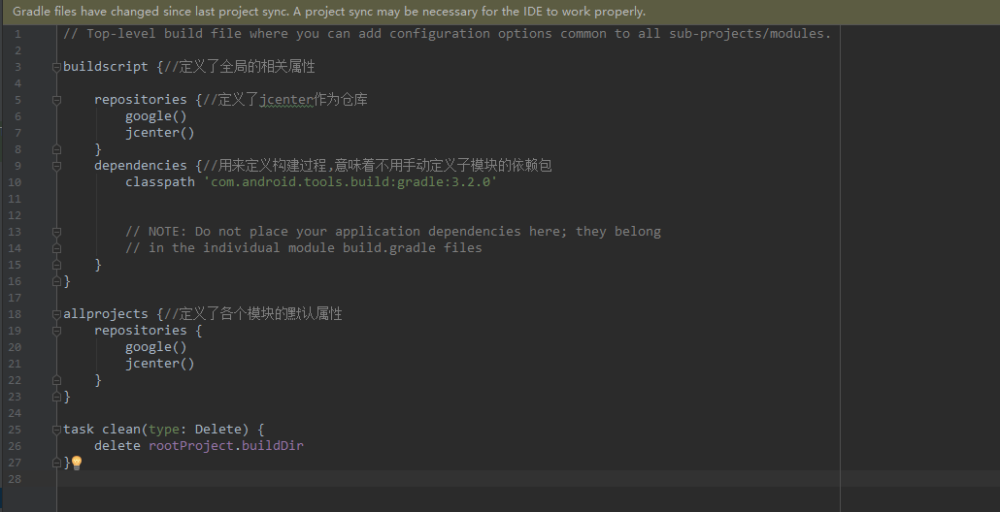 Gradle files have changed since last project sync. A project sync may be necessary for the IDE to work properly.
1 // Top-level build file where you can add configuration options common to all sub-projects/modules.
2
3 buildscript {//定义了全局的相关属性
4
5 repositories {//定义了jcenter作为仓库
6 google()
7 jcenter()
8 }
9 dependencies {//用来定义构建过程,意味着不用手动定义子模块的依赖包
10 classpath 'com.android.tools.build:gradle:3.2.0'
11
12
13 // NOTE: Do not place your application dependencies here; they belong
14 // in the individual module build.gradle files
15 }
16 }
17
18 allprojects {//定义了各个模块的默认属性
19 repositories {
20 google()
21 jcenter()
22 }
23 }
24
25 task clean(type: Delete) {
26 delete rootProject.buildDir
27 }
28